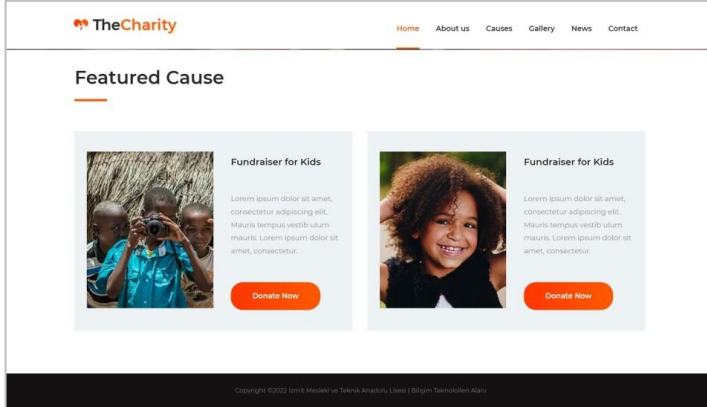 TheCharity
Home About us Causes Gallery News Contact
Featured Cause
Fundraiser for Kids
Lorem ipsum dolor sit amet,
consectetur adipiscing elit.
Mauris tempus vestib ulum
mauris. Lorem ipsum dolor sit
amet, consectetur.
Donate Now
Fundraiser for Kids
Lorem ipsum dolor sit amet,
consectetur adipiscing elit.
Mauris tempus vestib ulum
mauris. Lorem ipsum dolor sit
amet, consectetur.
Donate Now
Copyright ©2022 İzmit Mesleki ve Teknik Anadolu Lisesi | Bilişim Teknololleri Alanı